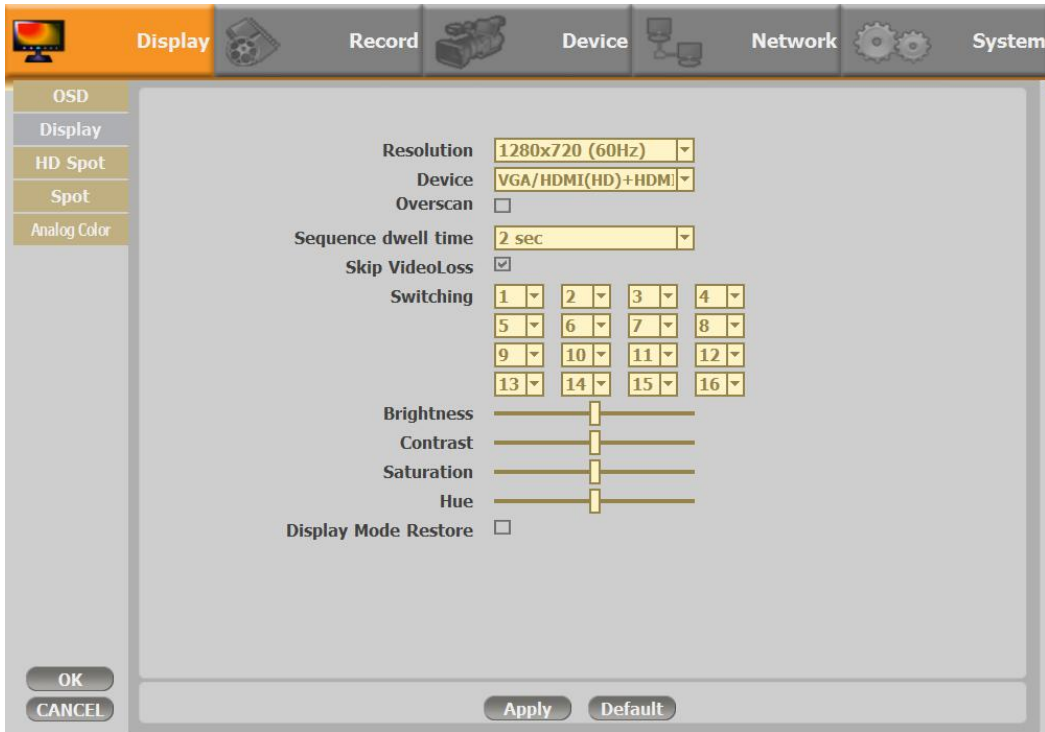 Display Record Device Network System
OSD
Display
HD Spot
Spot
Analog Color
Resolution 1280x720 (60Hz)
Device VGA/HDMI(HD)+HDMI
Overscan
Sequence dwell time 2 sec
Skip VideoLoss
Switching 1 2 3 4
5 6 7 8
9 10 11 12
13 14 15 16
Brightness
Contrast
Saturation
Hue
Display Mode Restore
OK
CANCEL
Apply Default